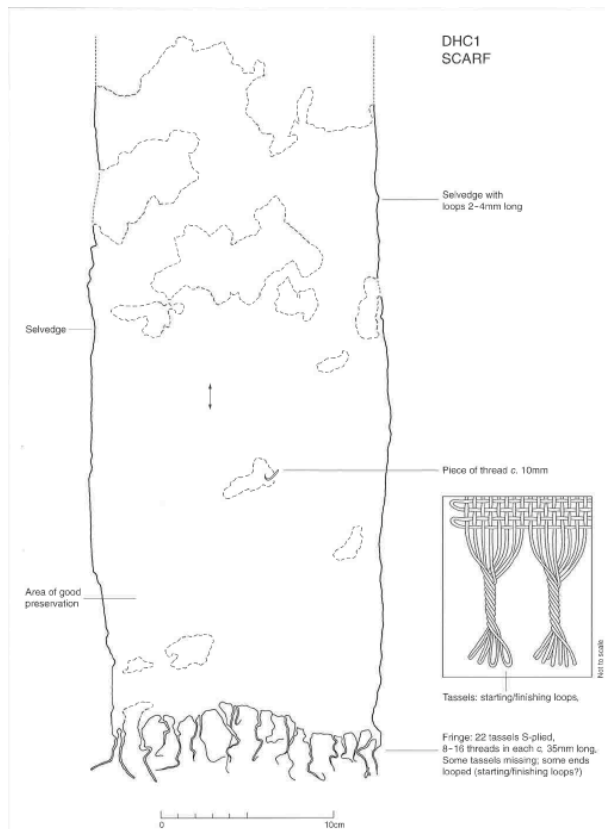 DHC1
SCARF
Selvedge with
loops 2–4mm long
Selvedge
Piece of thread c. 10mm
Area of good
preservation
Not to scale
Tassels: starting/finishing loops,
Fringe: 22 tassels S-plied,
8–16 threads in each c. 35mm long,
Some tassels missing; some ends
looped (starting/finishing loops?)
0 10cm